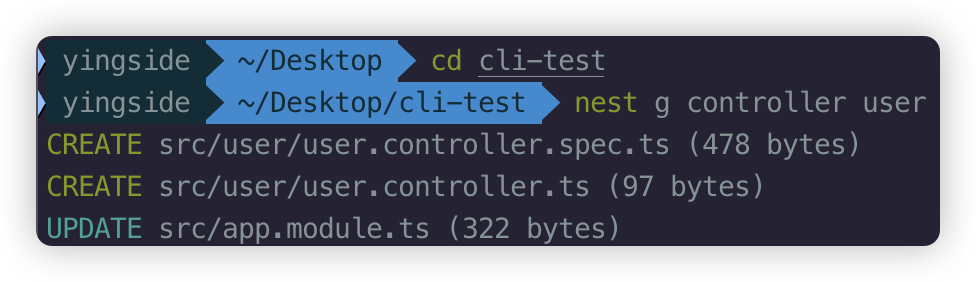 yingside ~/Desktop cd cli-test
yingside ~/Desktop/cli-test nest g controller user
CREATE src/user/user.controller.spec.ts (478 bytes)
CREATE src/user/user.controller.ts (97 bytes)
UPDATE src/app.module.ts (322 bytes)